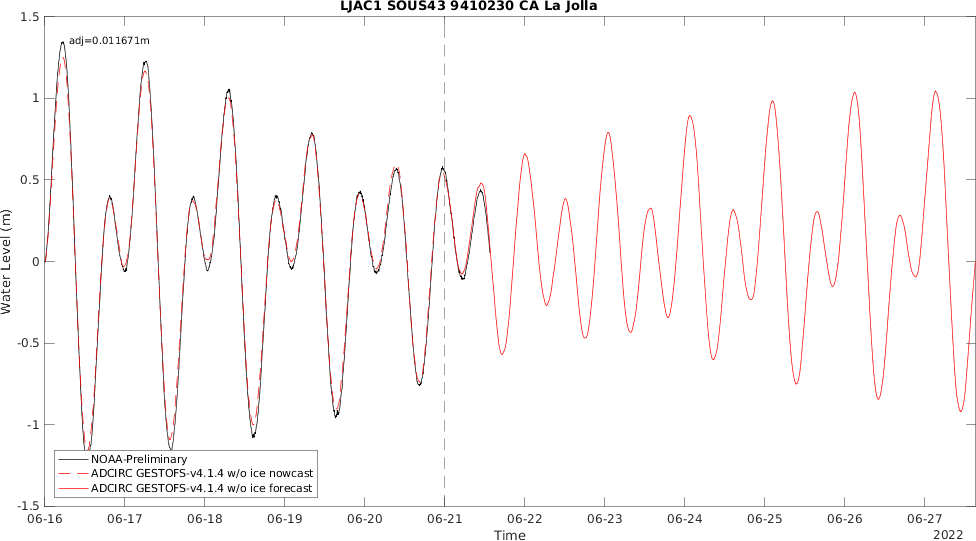 LJAC1 SOUS43 9410230 CA La Jolla
adj=0.011671m
1.5
1
0.5
0
-0.5
-1
-1.5
Water Level (m)
NOAA-Preliminary
ADCIRC GESTOFS-v4.1.4 w/o ice nowcast
ADCIRC GESTOFS-v4.1.4 w/o ice forecast
06-16 06-17 06-18 06-19 06-20 06-21 06-22 06-23 06-24 06-25 06-26 06-27
Time
2022